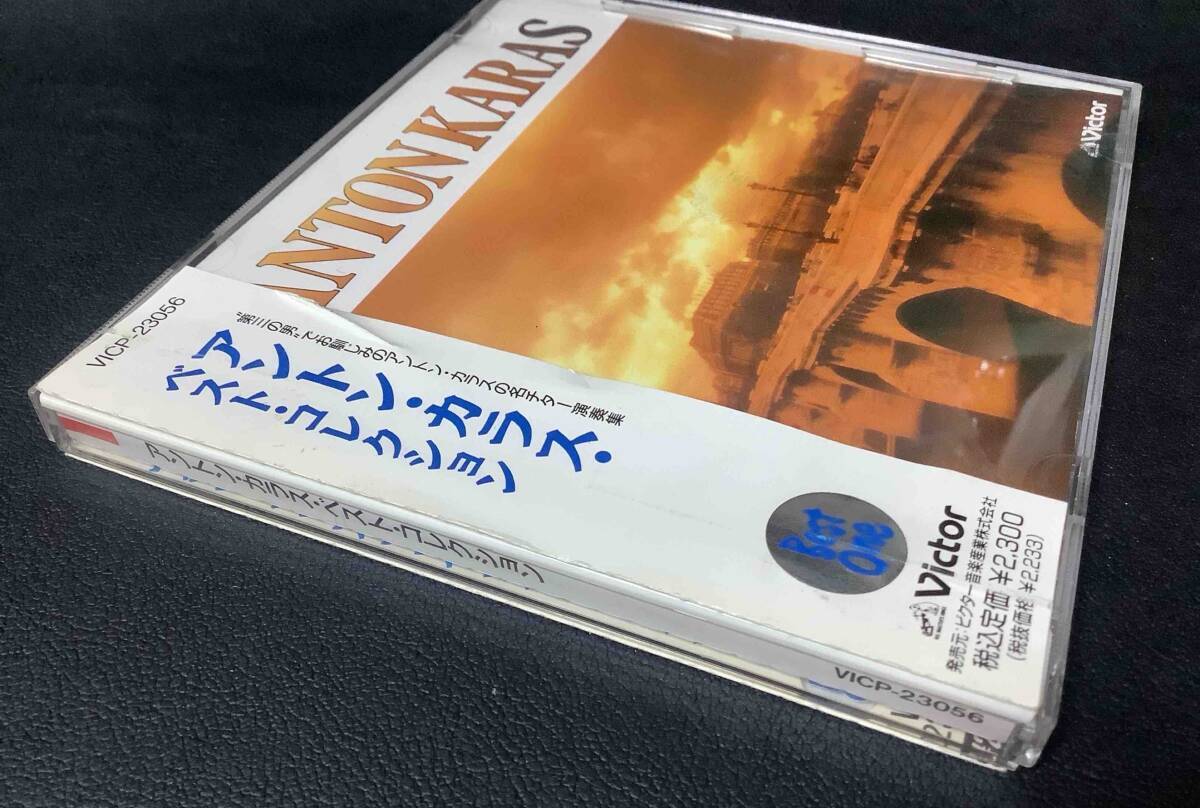 ANTON KARAS
Victor
VICP-23056
"第三の男"でお馴じみのアントン・カラスの名チター演奏集
アントン・カラス・
ベスト・コレクション
BEST
ONE
Victor
発売元:ビクター音楽産業株式会社
税込定価 ¥2,300
(税抜価格 ¥2,233)
アントン・カラス・ベスト・コレクション
VICP-23056